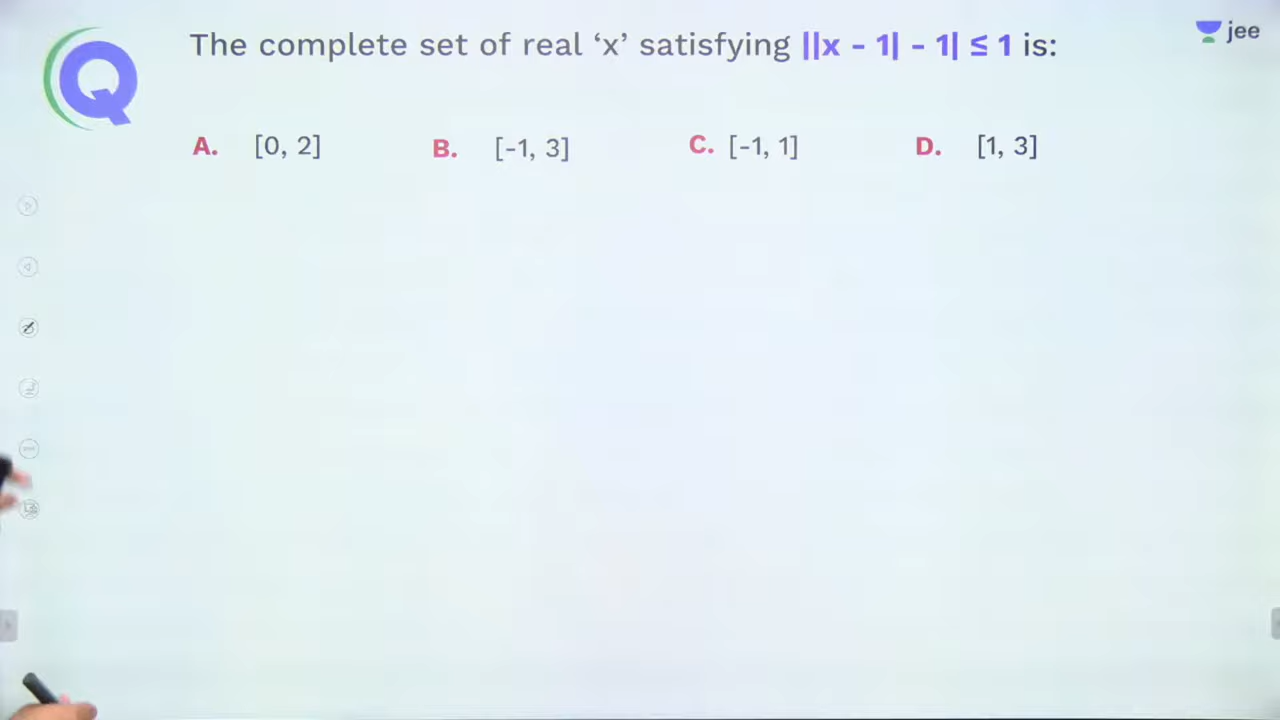 The complete set of real ‘x’ satisfying ||x - 1| - 1| ≤ 1 is:
jee
A. [0, 2] B. [-1, 3] C. [-1, 1] D. [1, 3]